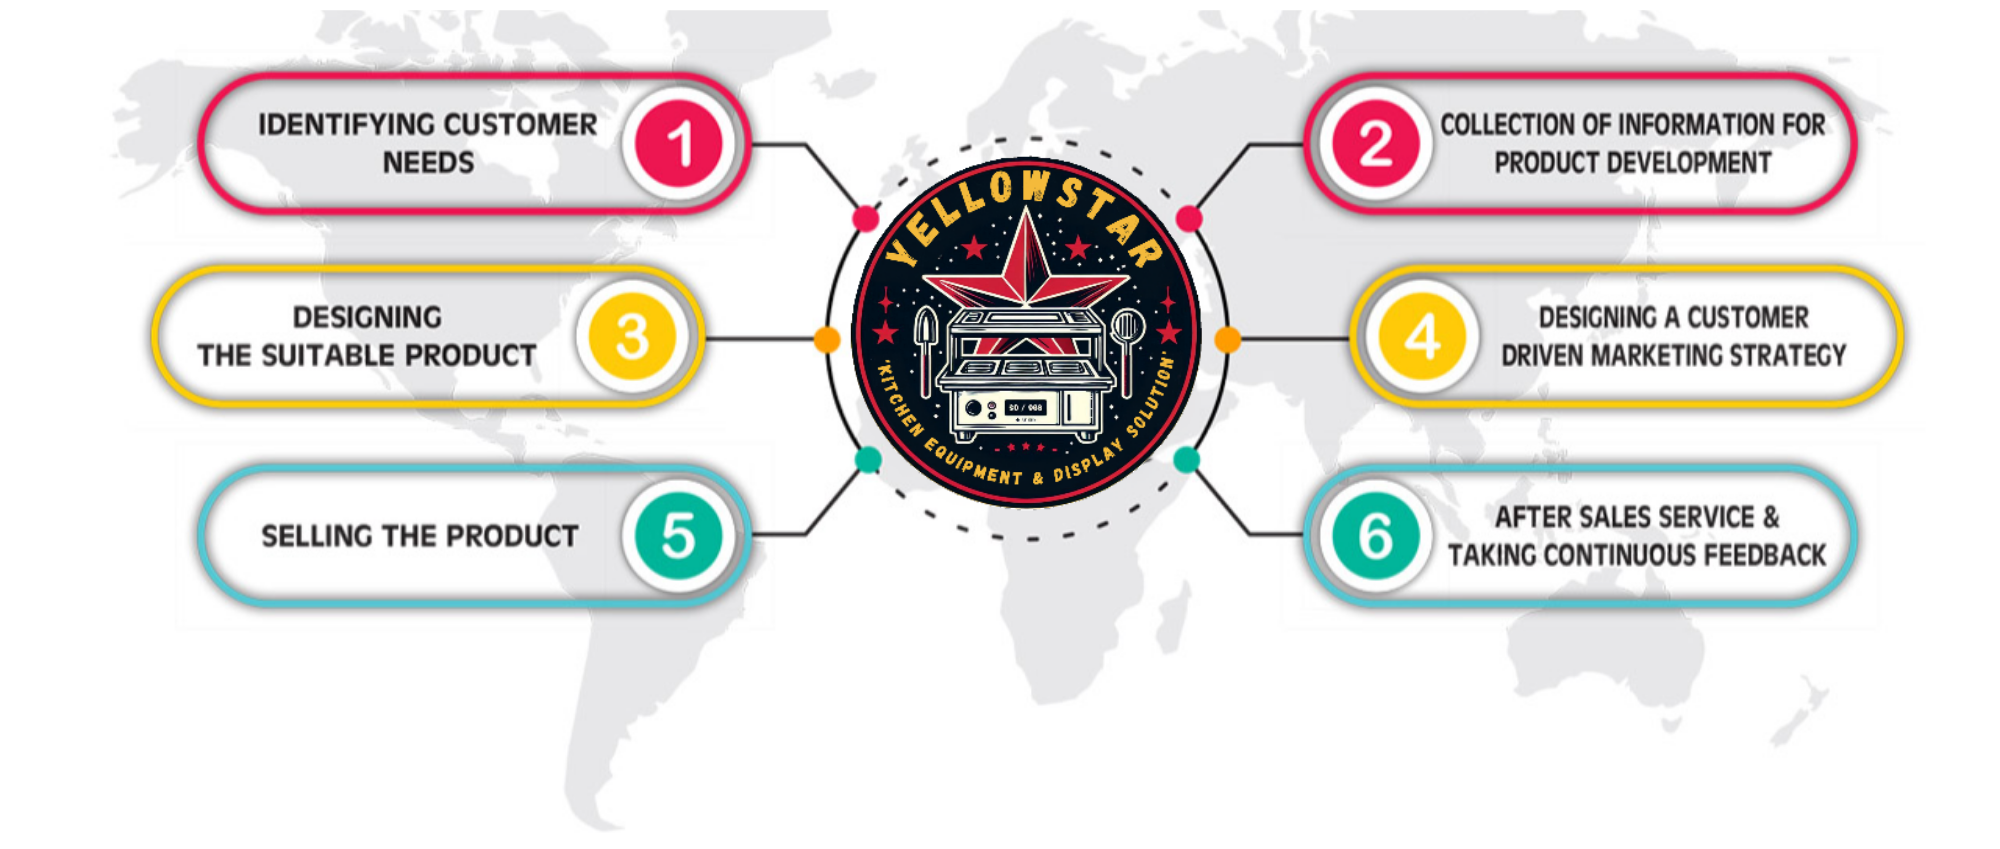 IDENTIFYING CUSTOMER
NEEDS
1
2
COLLECTION OF INFORMATION FOR
PRODUCT DEVELOPMENT
DESIGNING
THE SUITABLE PRODUCT
3
4
DESIGNING A CUSTOMER
DRIVEN MARKETING STRATEGY
SELLING THE PRODUCT
5
6
AFTER SALES SERVICE &
TAKING CONTINUOUS FEEDBACK
YELLOWSTAR
'KITCHEN EQUIPMENT & DISPLAY SOLUTION'